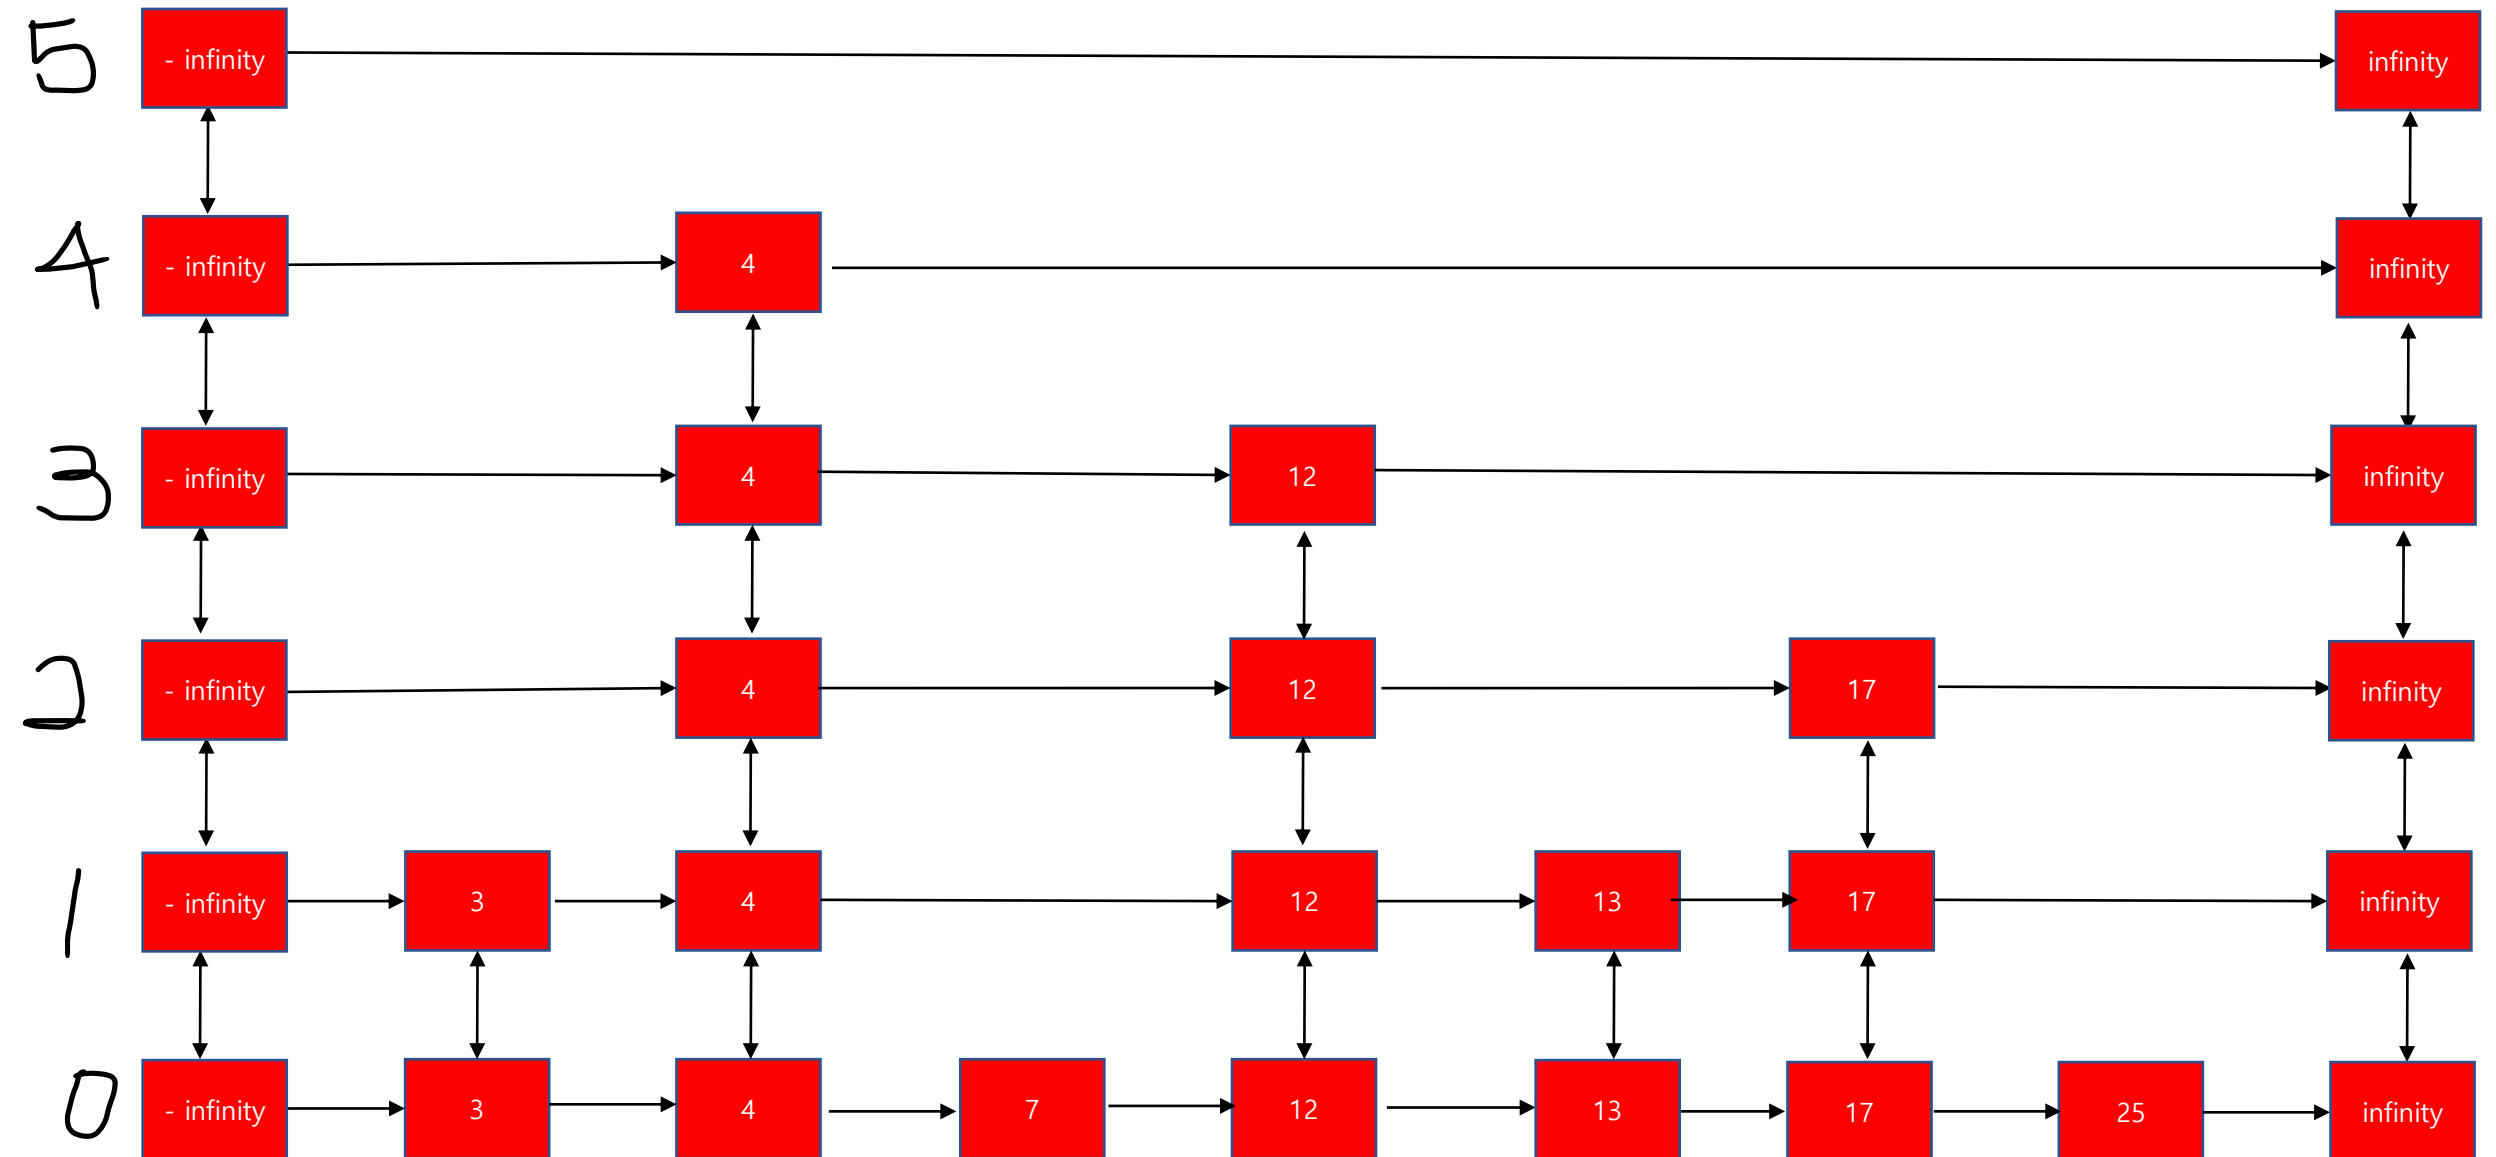 5 - infinity infinity
4 - infinity 4 infinity
3 - infinity 4 12 infinity
2 - infinity 4 12 17 infinity
1 - infinity 3 4 12 13 17 infinity
0 - infinity 3 4 7 12 13 17 25 infinity